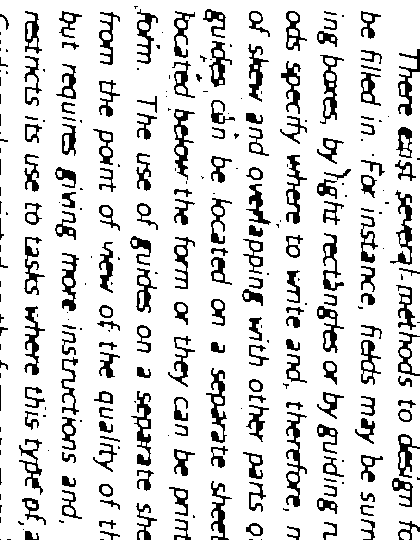 There exist several methods to design fo
be filled in. For instance, fields may be surr
ing boxes, by light rectangles or by guiding ru
ods specify where to write and, therefore, m
of skew and overlapping with other parts o
guides can be located on a separate sheet
located below the form or they can be print
form. The use of guides on a separate she
from the point of view of the quality of th
but requires giving more instructions and,
restricts its use to tasks where this type of a